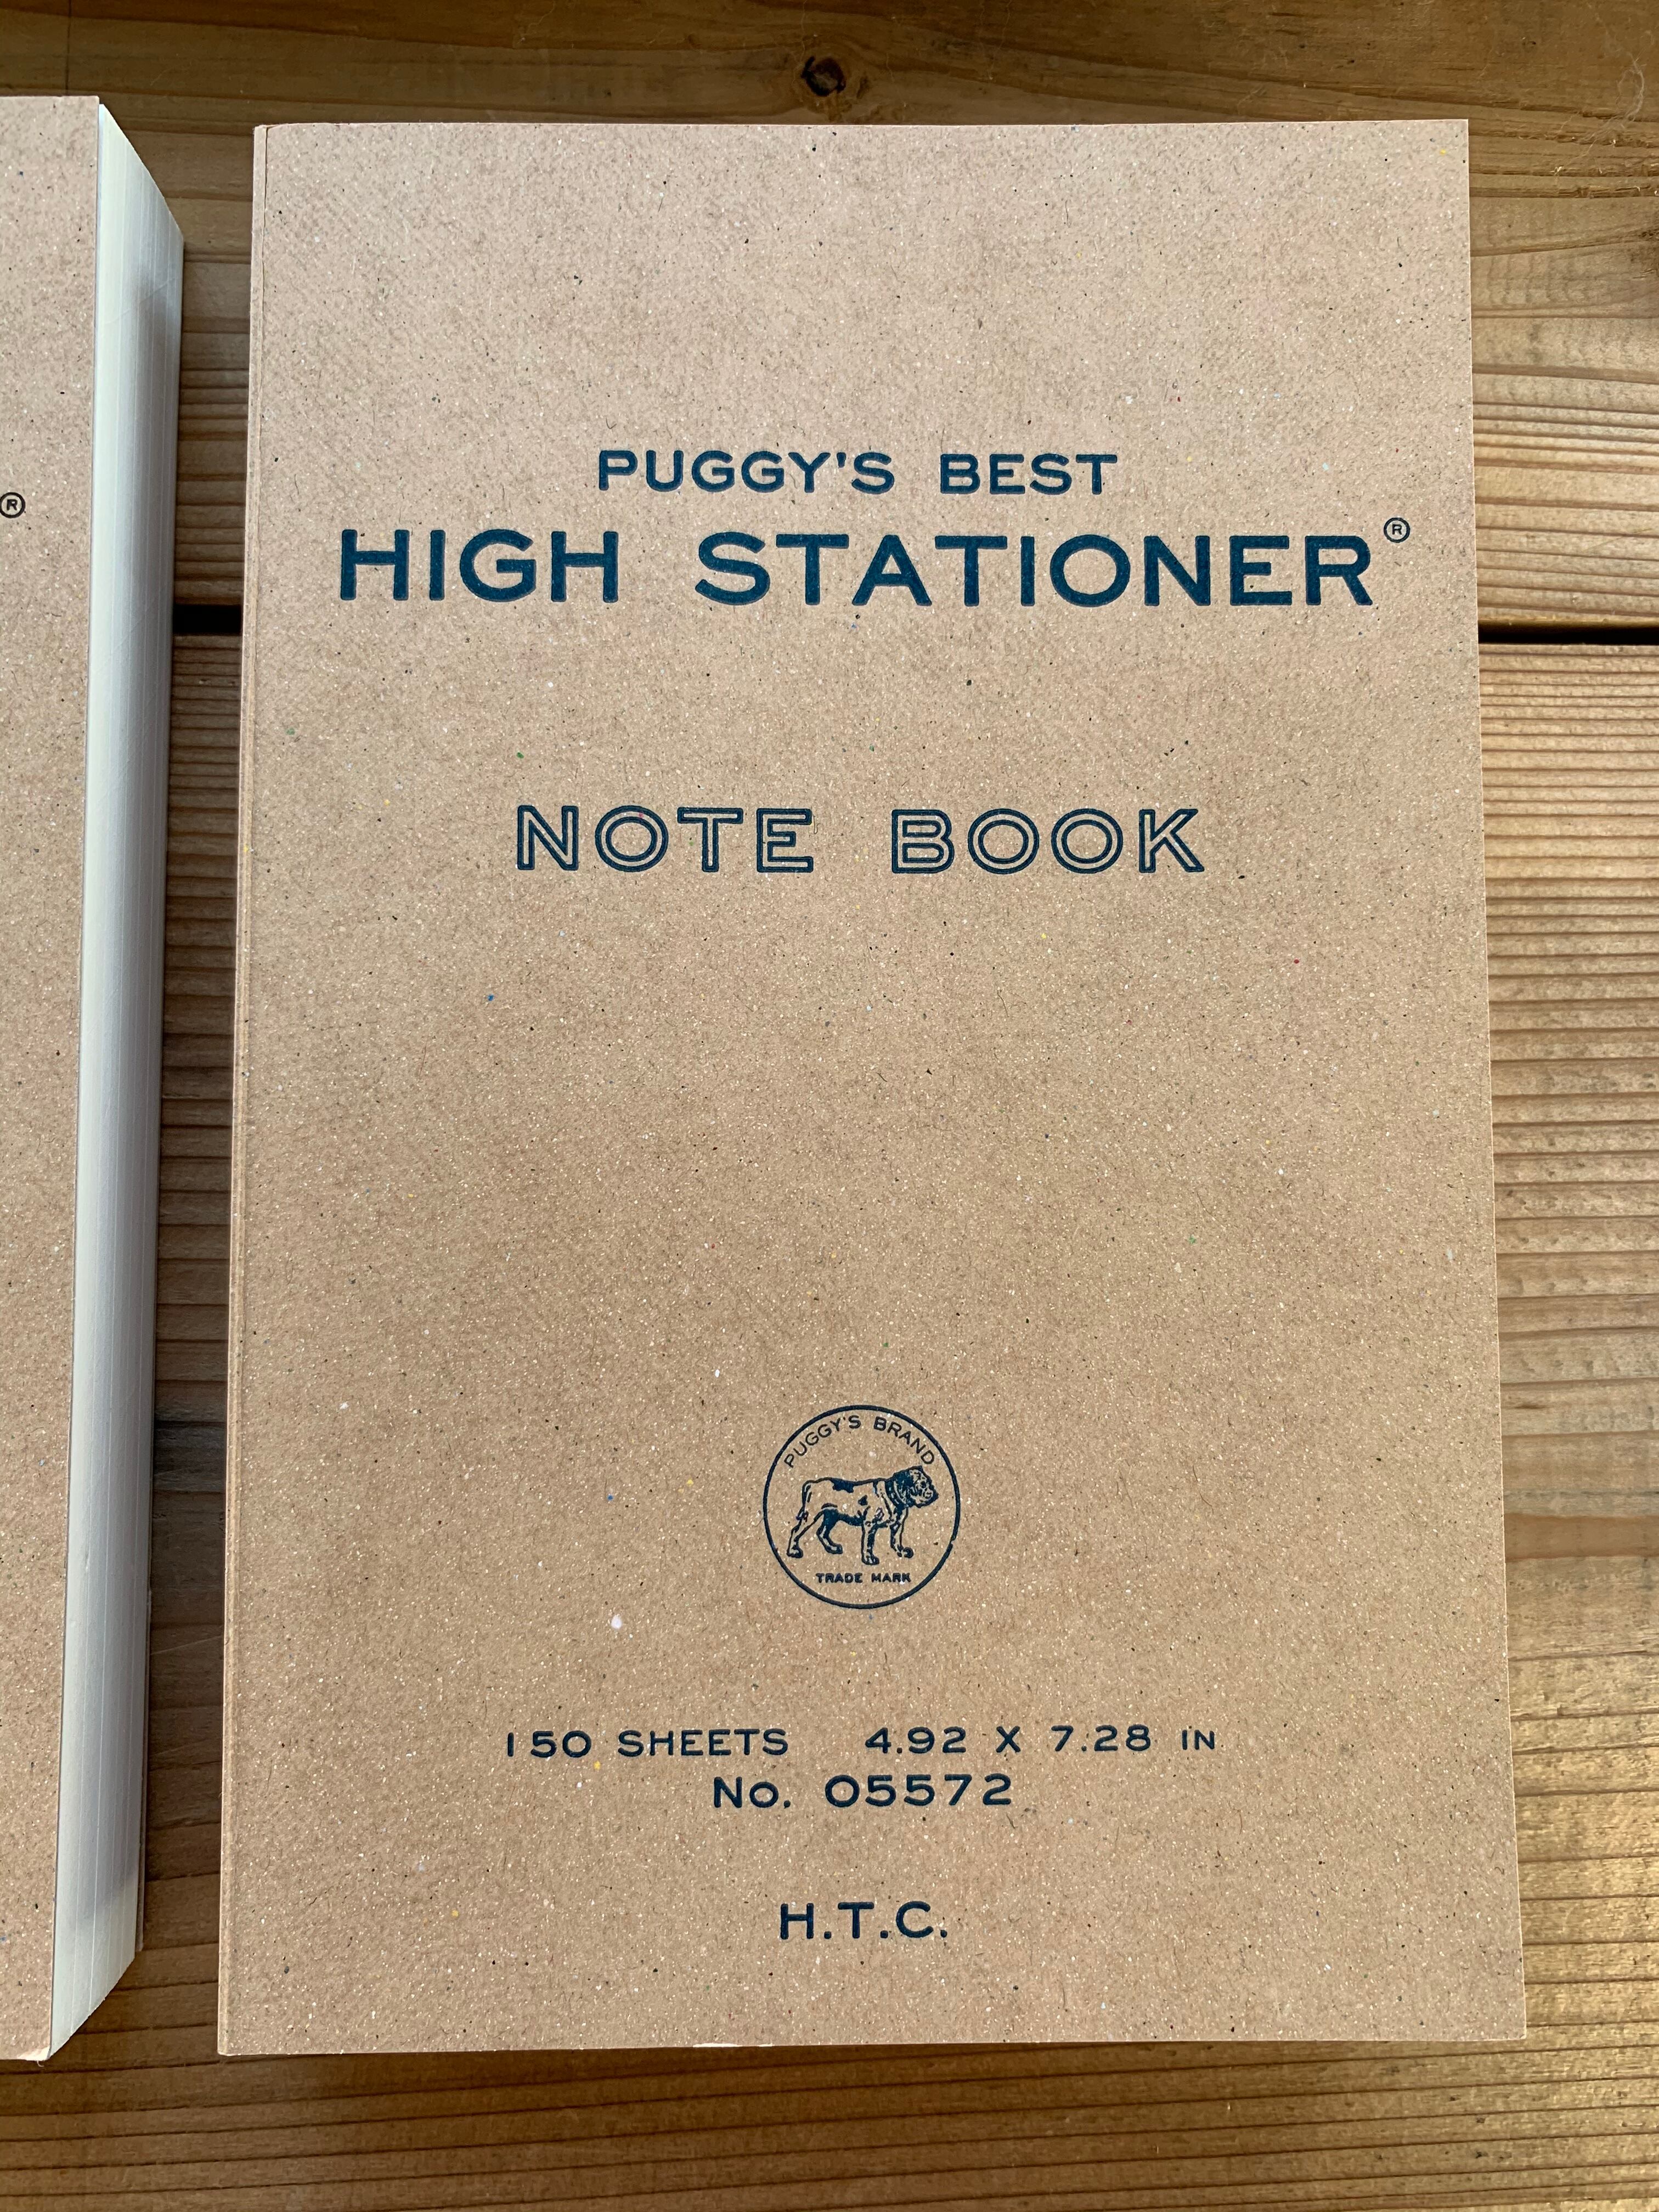 PUGGY'S BEST
HIGH STATIONER®
NOTE BOOK
PUGGY'S BRAND
TRADE MARK
150 SHEETS 4.92 X 7.28 IN
No. 05572
H.T.C.
®